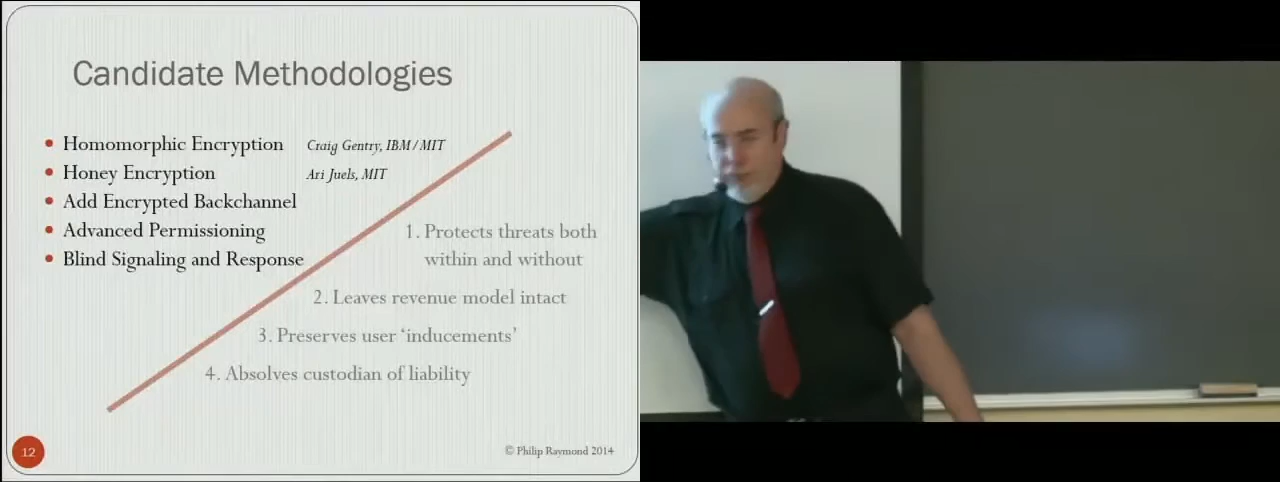 Candidate Methodologies
• Homomorphic Encryption Craig Gentry, IBM/MIT
• Honey Encryption Ari Juels, MIT
• Add Encrypted Backchannel
• Advanced Permissioning
• Blind Signaling and Response
1. Protects threats both
within and without
2. Leaves revenue model intact
3. Preserves user ‘inducements’
4. Absolves custodian of liability
12
© Philip Raymond 2014